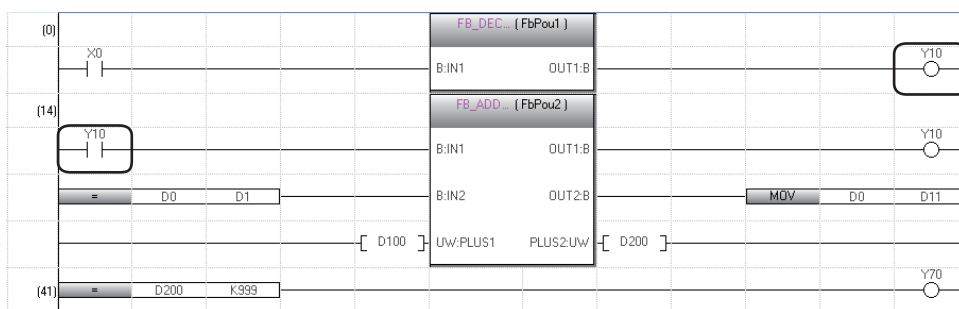 (0) FB_DEC... (FbPou1)
X0 Y10
B:IN1 OUT1:B
(14) FB_ADD... (FbPou2)
Y10 Y10
B:IN1 OUT1:B
= D0 D1 B:IN2 OUT2:B MOV D0 D11
D100 UW:PLUS1 PLUS2:UW D200
Y70
(41) = D200 K999